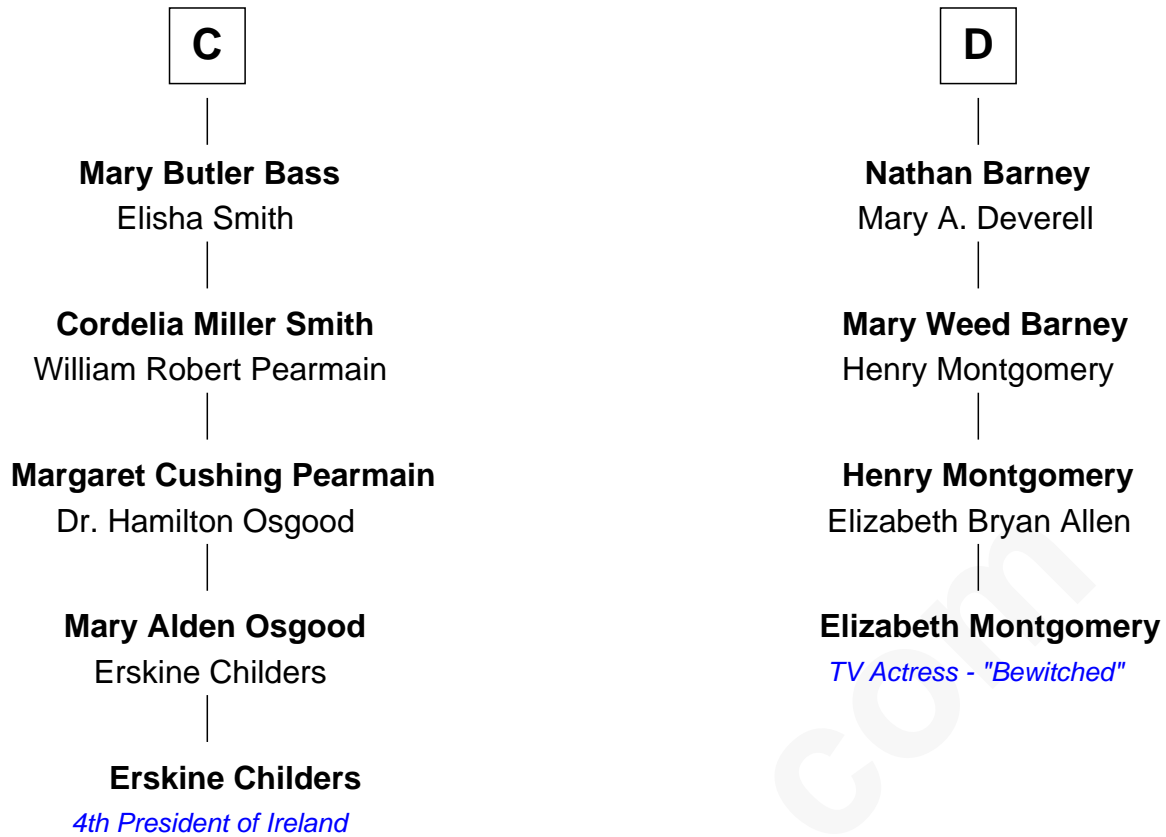 C
Mary Butler Bass
Elisha Smith
Cordelia Miller Smith
William Robert Pearmain
Margaret Cushing Pearmain
Dr. Hamilton Osgood
Mary Alden Osgood
Erskine Childers
Erskine Childers
4th President of Ireland
D
Nathan Barney
Mary A. Deverell
Mary Weed Barney
Henry Montgomery
Henry Montgomery
Elizabeth Bryan Allen
Elizabeth Montgomery
TV Actress - "Bewitched"
com